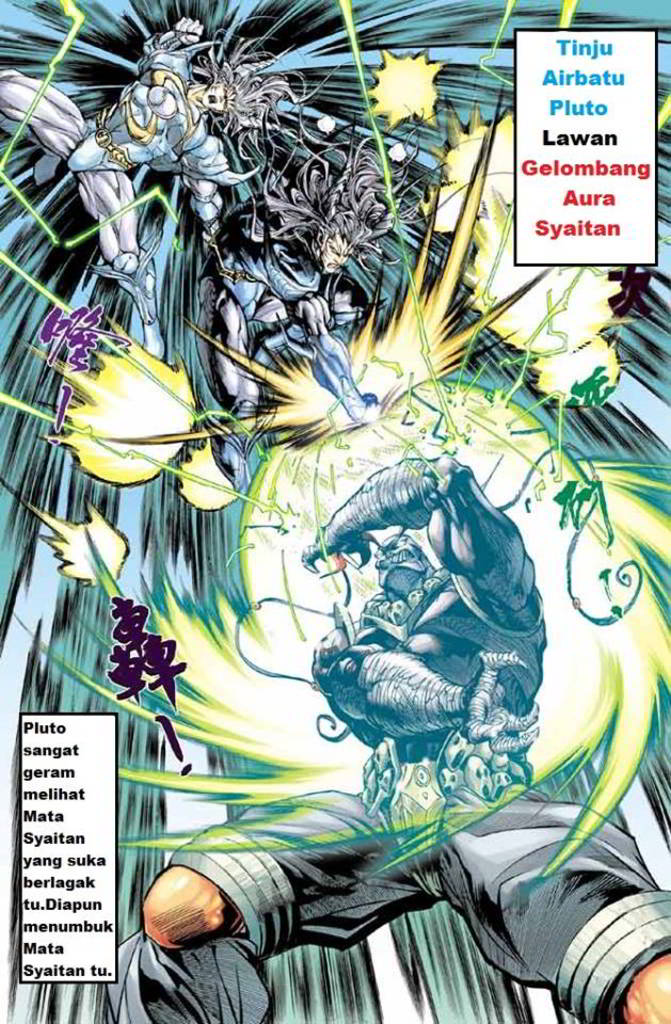 Tinju
Airbatu
Pluto
Lawan
Gelombang
Aura
Syaitan
Pluto
sangat
geram
melihat
Mata
Syaitan
yang suka
berlagak
tu.Diapun
menumbuk
Mata
Syaitan tu.